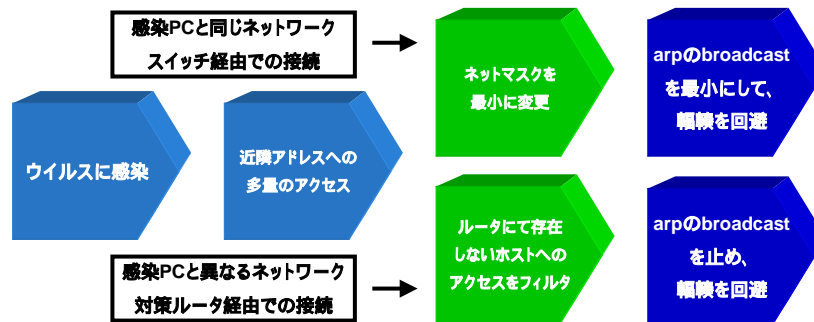 感染PCと同じネットワーク
スイッチ経由での接続
ネットマスクを
最小に変更
arpのbroadcast
を最小にして、
輻輳を回避
ウイルスに感染
近隣アドレスへの
多量のアクセス
ルータにて存在
しないホストへの
アクセスをフィルタ
arpのbroadcast
を止め、
輻輳を回避
感染PCと異なるネットワーク
対策ルータ経由での接続